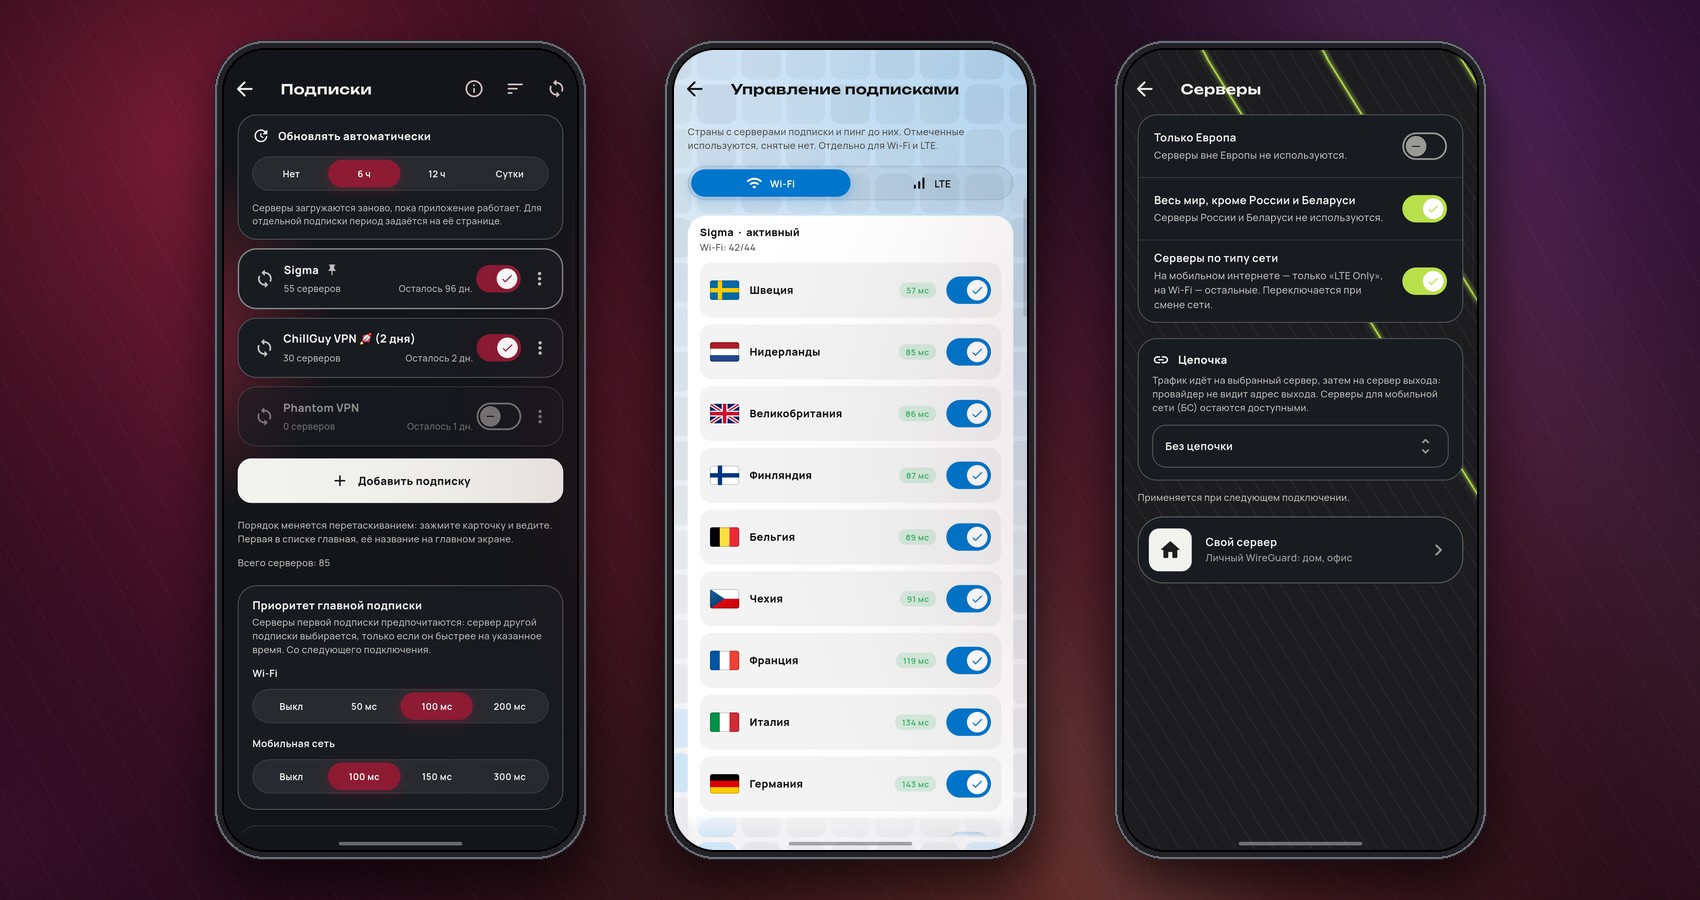 Подписки
Обновлять автоматически
Нет 6 ч 12 ч Сутки
Серверы загружаются заново, пока приложение работает. Для
отдельной подписки период задаётся на её странице.
Sigma
55 серверов Осталось 96 дн.
ChillGuy VPN 🚀 (2 дня)
30 серверов Осталось 2 дн.
Phantom VPN
0 серверов Осталось 1 дн.
+ Добавить подписку
Порядок меняется перетаскиванием: зажмите карточку и ведите.
Первая в списке главная, её название на главном экране.
Всего серверов: 85
Приоритет главной подписки
Серверы первой подписки предпочитаются: сервер другой
подписки выбирается, только если он быстрее на указанное
время. Со следующего подключения.
Wi-Fi
Выкл 50 мс 100 мс 200 мс
Мобильная сеть
Выкл 100 мс 150 мс 300 мс
Управление подписками
Страны с серверами подписки и пинг до них. Отмеченные
используются, снятые нет. Отдельно для Wi-Fi и LTE.
Wi-Fi LTE
Sigma · активный
Wi-Fi: 42/44
Швеция 57 мс
Нидерланды 85 мс
Великобритания 86 мс
Финляндия 87 мс
Бельгия 89 мс
Чехия 91 мс
Франция 119 мс
Италия 134 мс
Германия 143 мс
Серверы
Только Европа
Серверы вне Европы не используются.
Весь мир, кроме России и Беларуси
Серверы России и Беларуси не используются.
Серверы по типу сети
На мобильном интернете — только «LTE Only»,
на Wi-Fi — остальные. Переключается при
смене сети.
Цепочка
Трафик идёт на выбранный сервер, затем на сервер выхода:
провайдер не видит адрес выхода. Серверы для мобильной
сети (БС) остаются доступными.
Без цепочки
Применяется при следующем подключении.
Свой сервер
Личный WireGuard: дом, офис